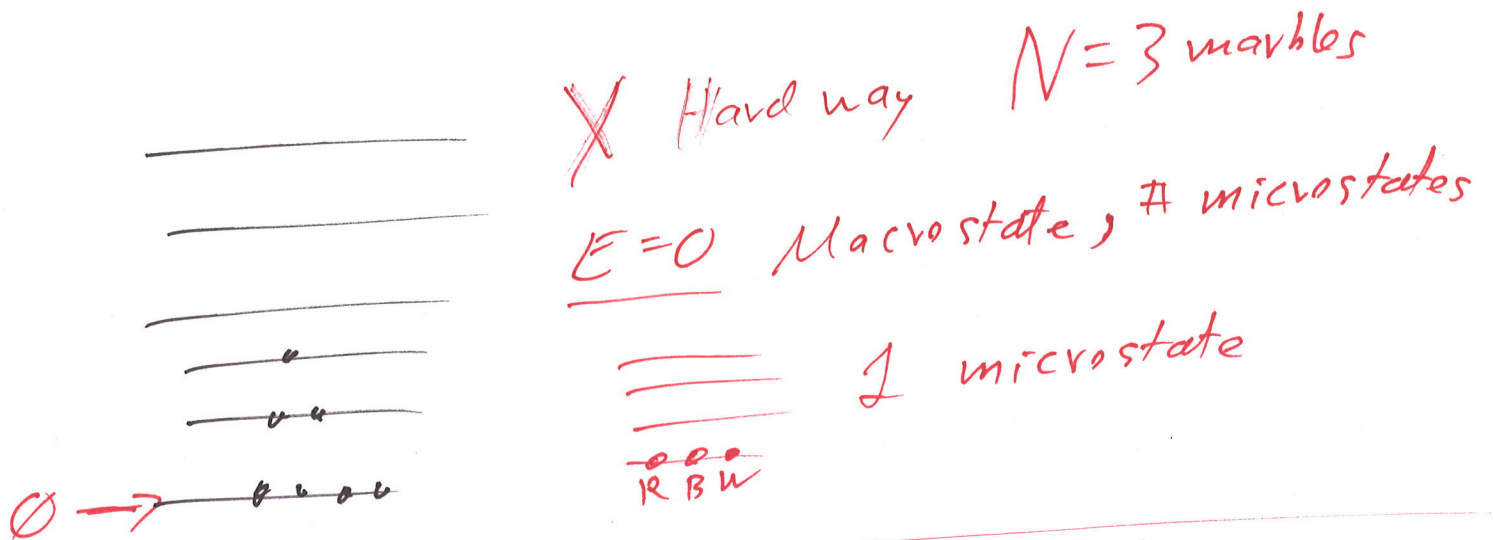 X Hard way N = 3 marbles
E = 0 Macrostate, # microstates
1 microstate
R B W
∅ →